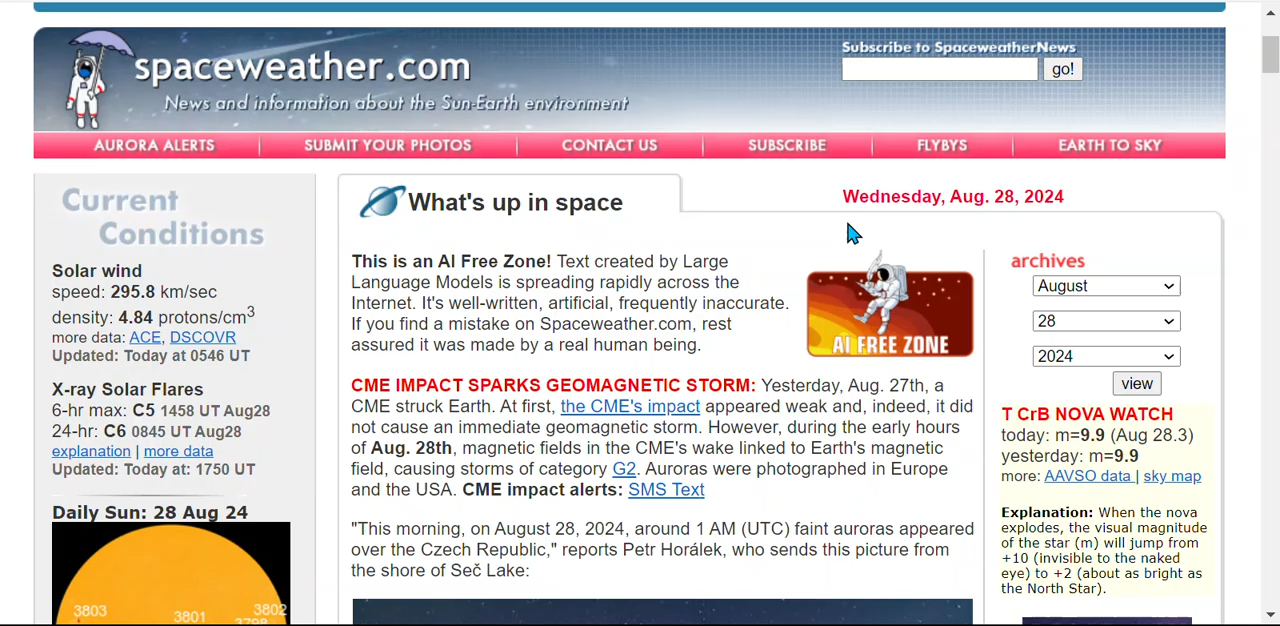 spaceweather.com
News and information about the Sun-Earth environment
Subscribe to SpaceweatherNews
go!
AURORA ALERTS
SUBMIT YOUR PHOTOS
CONTACT US
SUBSCRIBE
FLYBYS
EARTH TO SKY
Current
Conditions
Solar wind
speed: 295.8 km/sec
density: 4.84 protons/cm3
more data: ACE, DSCOVR
Updated: Today at 0546 UT
X-ray Solar Flares
6-hr max: C5 1458 UT Aug28
24-hr: C6 0845 UT Aug28
explanation | more data
Updated: Today at: 1750 UT
Daily Sun: 28 Aug 24
3803
3801
3802
3798
What's up in space
Wednesday, Aug. 28, 2024
This is an AI Free Zone! Text created by Large
Language Models is spreading rapidly across the
Internet. It's well-written, artificial, frequently inaccurate.
If you find a mistake on Spaceweather.com, rest
assured it was made by a real human being.
AI FREE ZONE
CME IMPACT SPARKS GEOMAGNETIC STORM: Yesterday, Aug. 27th, a
CME struck Earth. At first, the CME's impact appeared weak and, indeed, it did
not cause an immediate geomagnetic storm. However, during the early hours
of Aug. 28th, magnetic fields in the CME's wake linked to Earth's magnetic
field, causing storms of category G2. Auroras were photographed in Europe
and the USA. CME impact alerts: SMS Text
"This morning, on August 28, 2024, around 1 AM (UTC) faint auroras appeared
over the Czech Republic," reports Petr Horálek, who sends this picture from
the shore of Seč Lake:
archives
August
28
2024
view
T CrB NOVA WATCH
today: m=9.9 (Aug 28.3)
yesterday: m=9.9
more: AAVSO data | sky map
Explanation: When the nova
explodes, the visual magnitude
of the star (m) will jump from
+10 (invisible to the naked
eye) to +2 (about as bright as
the North Star).